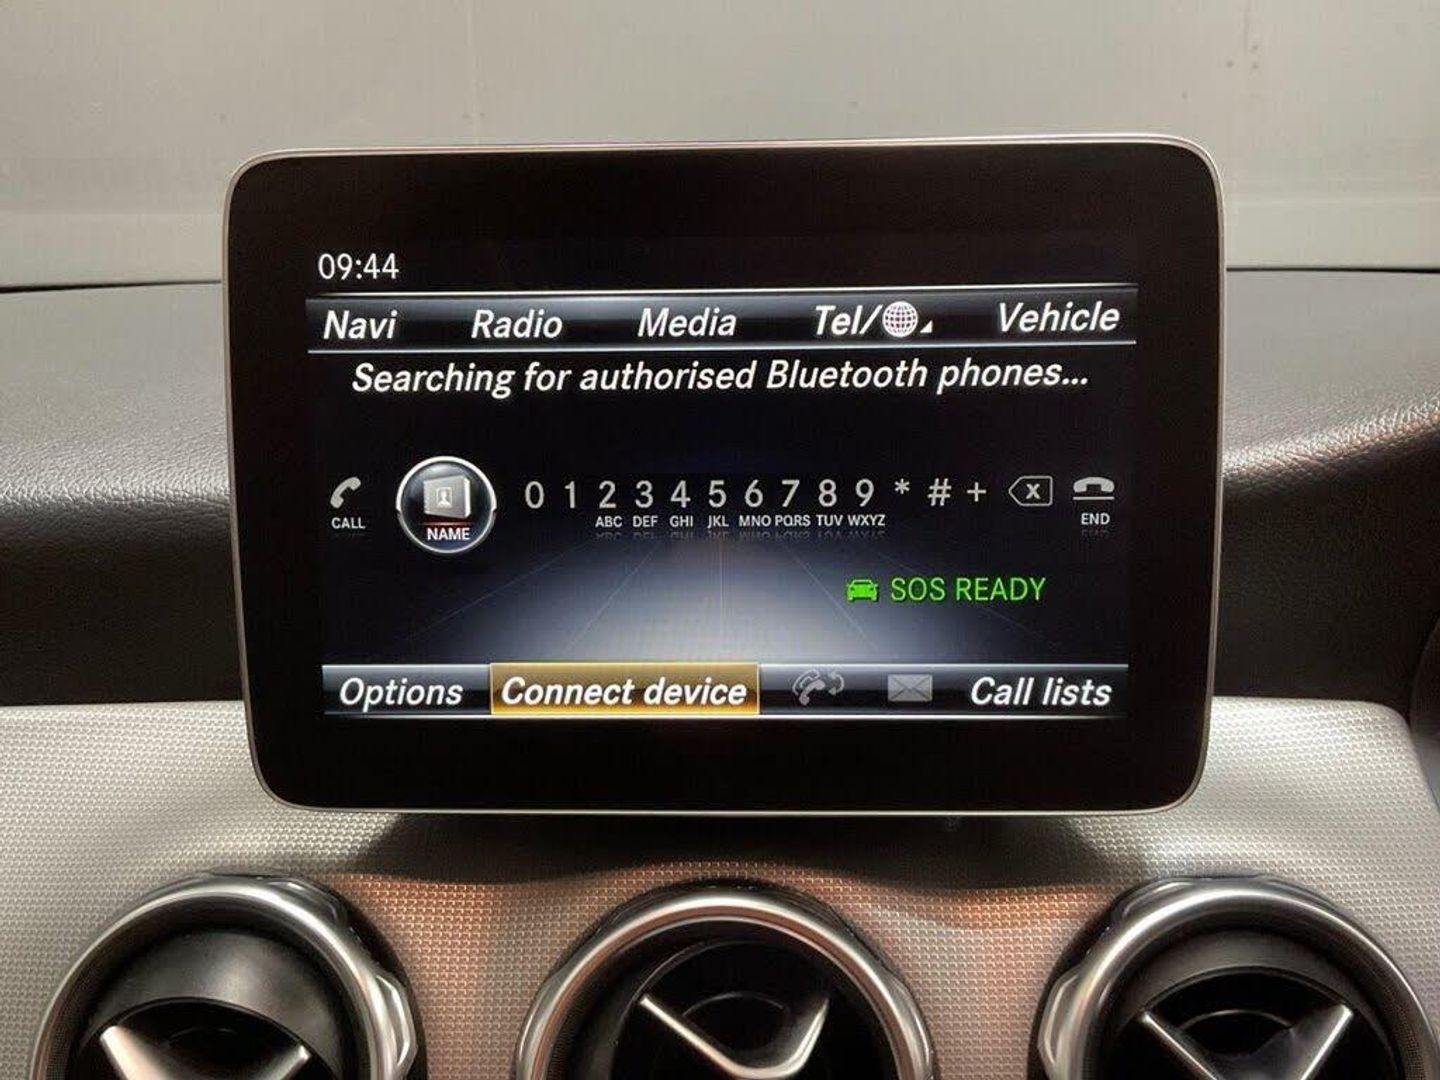 09:44
Navi Radio Media Tel/ Vehicle
Searching for authorised Bluetooth phones...
CALL NAME 0 1 2 3 4 5 6 7 8 9 * # + x END
ABC DEF GHI JKL MNO PQRS TUV WXYZ
SOS READY
Options Connect device Call lists